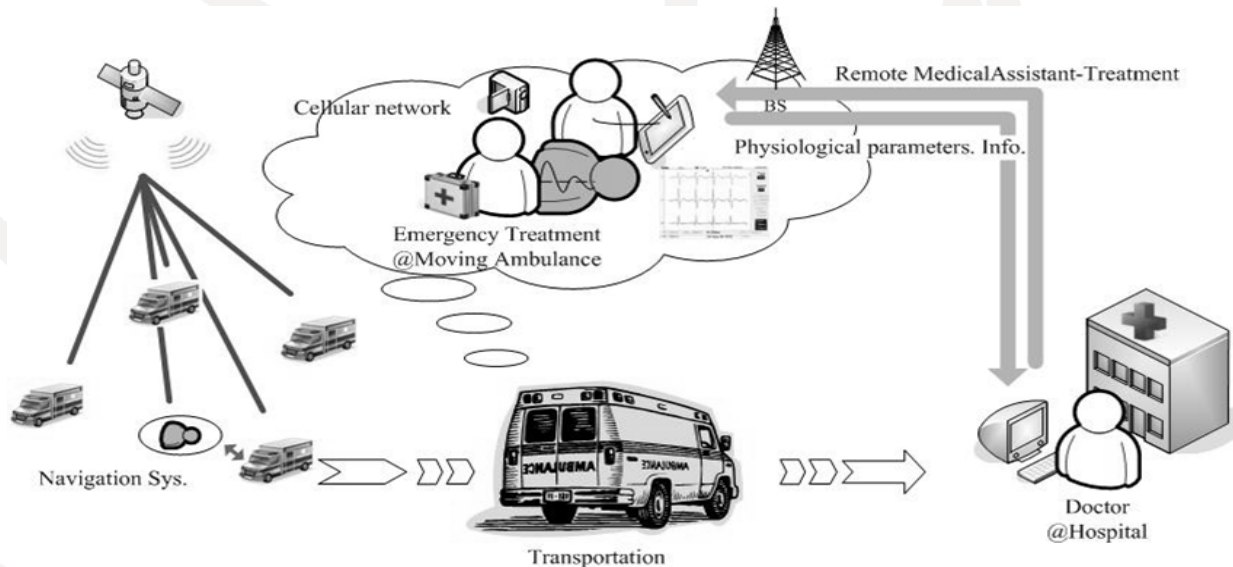 Remote MedicalAssistant-Treatment
Cellular network
BS
Physiological parameters. Info.
Emergency Treatment
@Moving Ambulance
Navigation Sys.
AMBULANCE
AMBULANCE
Transportation
Doctor
@Hospital